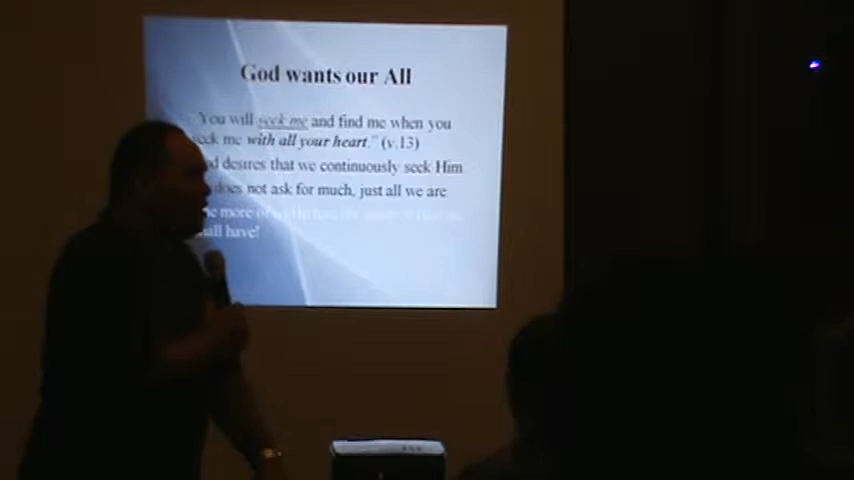 God wants our All
You will seek me and find me when you
seek me with all your heart." (v.13)
desires that we continuously seek Him
does not ask for much, just all we are
more of
shall have!